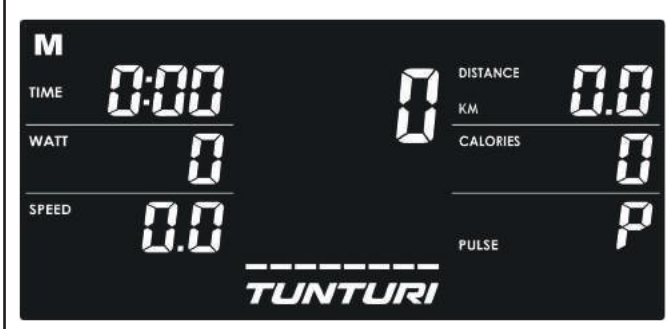 M
TIME 0:00
0
DISTANCE
KM
0.0
WATT 0
CALORIES 0
SPEED 0.0
PULSE P
TUNTURI